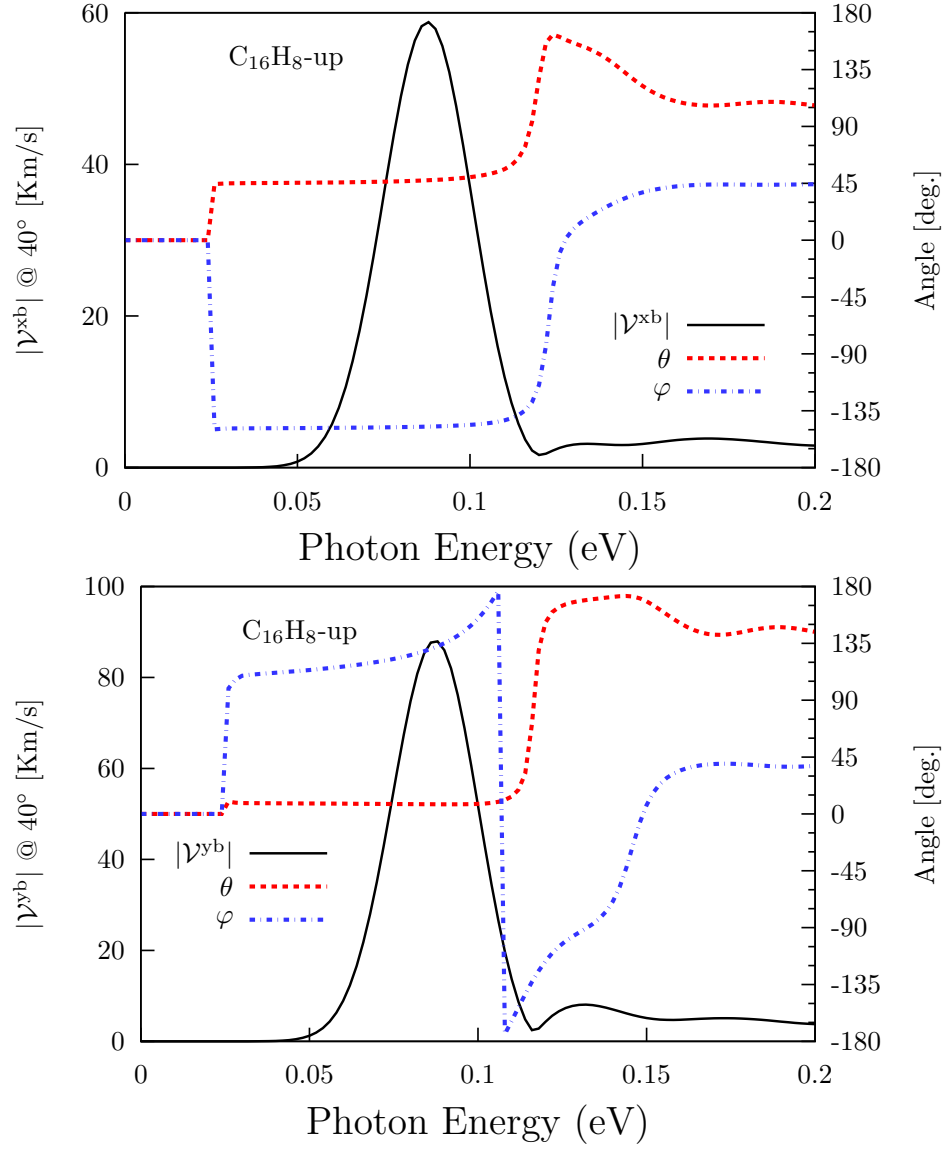 60
40
20
0
|𝒱ˣᵇ| @ 40° [Km/s]
C₁₆H₈-up
|𝒱ˣᵇ|
θ
φ
180
135
90
45
0
-45
-90
-135
-180
Angle [deg.]
0 0.05 0.1 0.15 0.2
Photon Energy (eV)
100
80
60
40
20
0
|𝒱ʸᵇ| @ 40° [Km/s]
C₁₆H₈-up
|𝒱ʸᵇ|
θ
φ
180
135
90
45
0
-45
-90
-135
-180
Angle [deg.]
0 0.05 0.1 0.15 0.2
Photon Energy (eV)